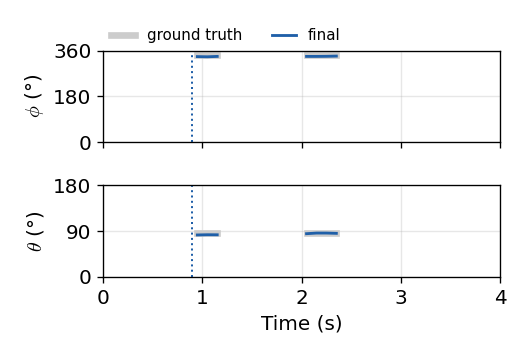 ground truth final
360
180
0
ϕ (°)
180
90
0
θ (°)
0 1 2 3 4
Time (s)